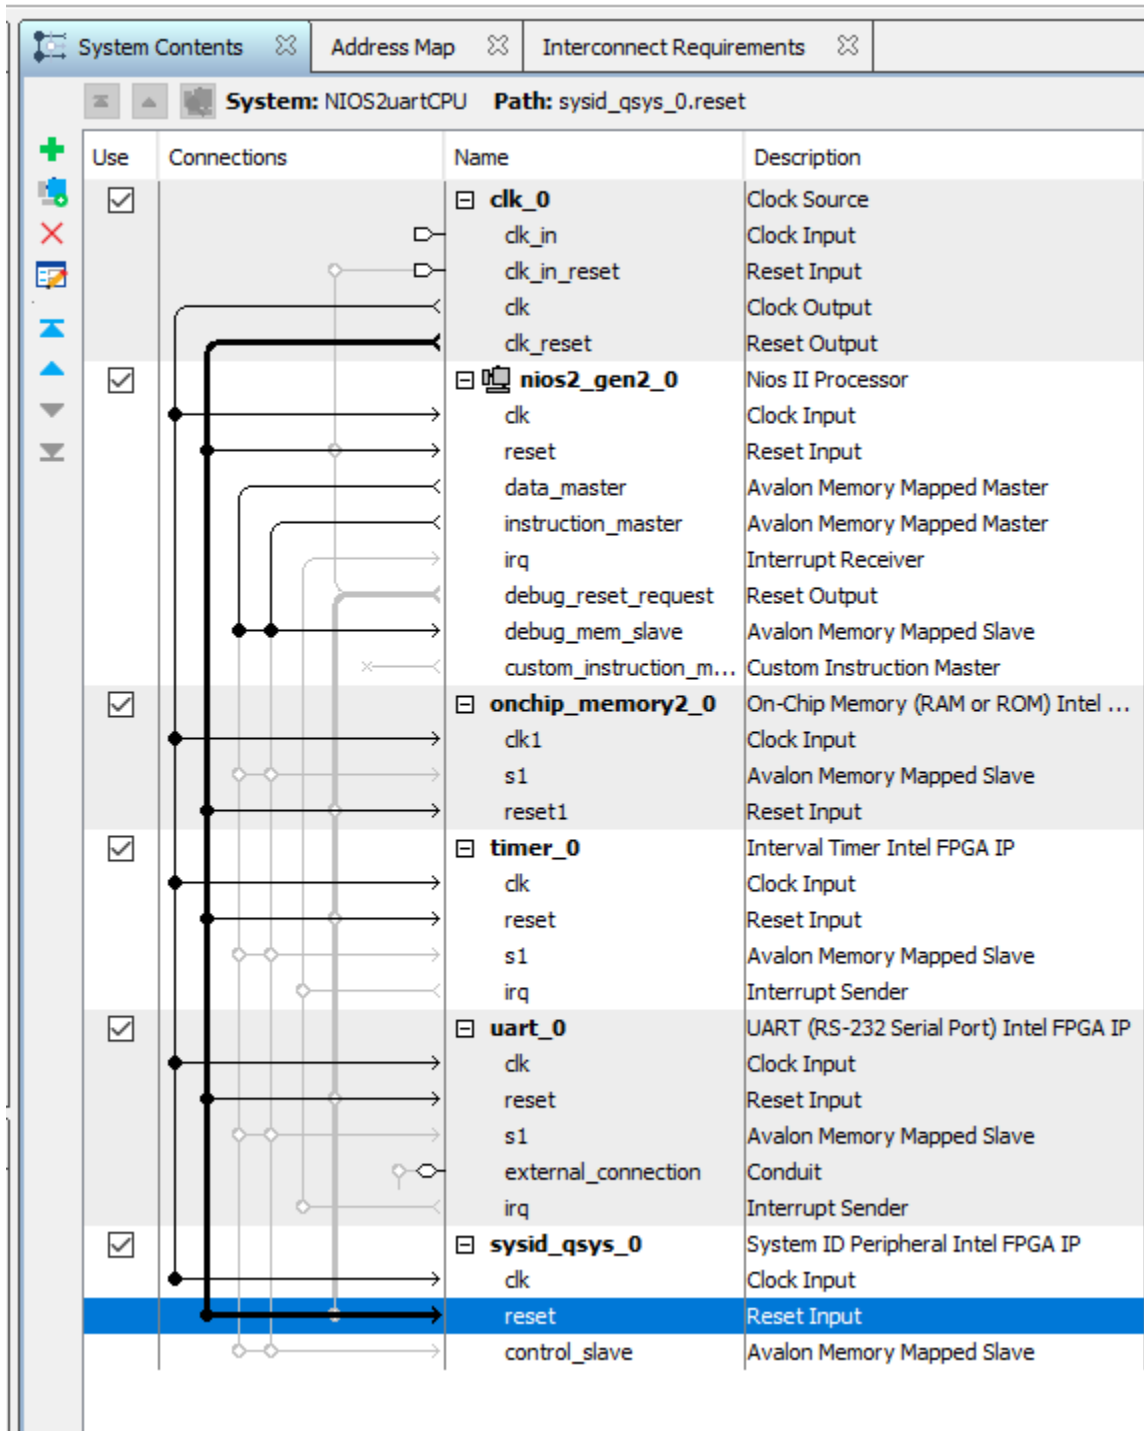 System Contents Address Map Interconnect Requirements
System: NIOS2uartCPU Path: sysid_qsys_0.reset
Use Connections Name Description
clk_0 Clock Source
clk_in Clock Input
clk_in_reset Reset Input
clk Clock Output
clk_reset Reset Output
nios2_gen2_0 Nios II Processor
clk Clock Input
reset Reset Input
data_master Avalon Memory Mapped Master
instruction_master Avalon Memory Mapped Master
irq Interrupt Receiver
debug_reset_request Reset Output
debug_mem_slave Avalon Memory Mapped Slave
custom_instruction_m... Custom Instruction Master
onchip_memory2_0 On-Chip Memory (RAM or ROM) Intel ...
clk1 Clock Input
s1 Avalon Memory Mapped Slave
reset1 Reset Input
timer_0 Interval Timer Intel FPGA IP
clk Clock Input
reset Reset Input
s1 Avalon Memory Mapped Slave
irq Interrupt Sender
uart_0 UART (RS-232 Serial Port) Intel FPGA IP
clk Clock Input
reset Reset Input
s1 Avalon Memory Mapped Slave
external_connection Conduit
irq Interrupt Sender
sysid_qsys_0 System ID Peripheral Intel FPGA IP
clk Clock Input
reset Reset Input
control_slave Avalon Memory Mapped Slave